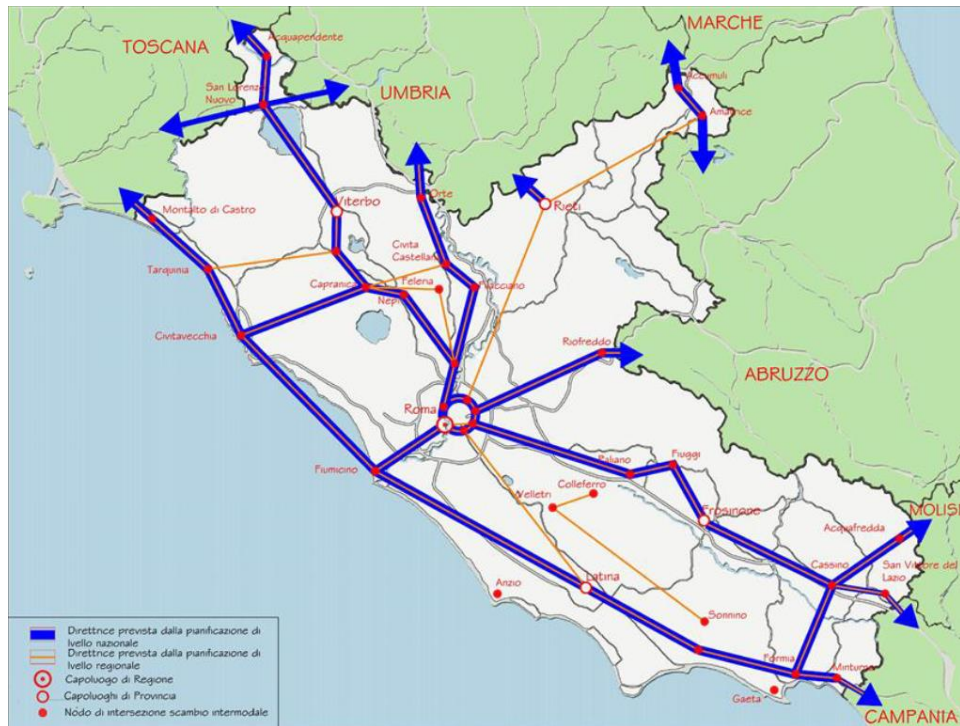 MARCHE
TOSCANA
Acquapendente
San Lorenzo
Nuovo
UMBRIA
Accumuli
Amatrice
Orte
Viterbo
Rieti
Montalto di Castro
Civita
Castellana
Tarquinia
Capranica
Felena
Nepi
Civitavecchia
Riofreddo
ABRUZZO
Roma
Fiumicino
Paliano
Fiuggi
Colleferro
Velletri
Frosinone
MOLISE
Acquafredda
Cassino
San Vittore del
Lazio
Latina
Anzio
Sonnino
Formia
Minturno
Gaeta
CAMPANIA
Direttrice prevista dalla pianificazione di
livello nazionale
Direttrice prevista dalla pianificazione di
livello regionale
Capoluogo di Regione
Capoluoghi di Provincia
Nodo di intersezione scambio intermodale